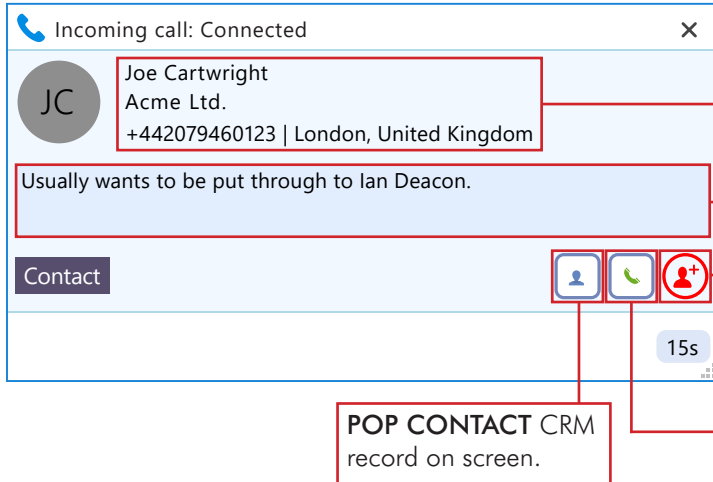 Incoming call: Connected
JC
Joe Cartwright
Acme Ltd.
+442079460123 | London, United Kingdom
Usually wants to be put through to Ian Deacon.
Contact
15s
POP CONTACT CRM
record on screen.